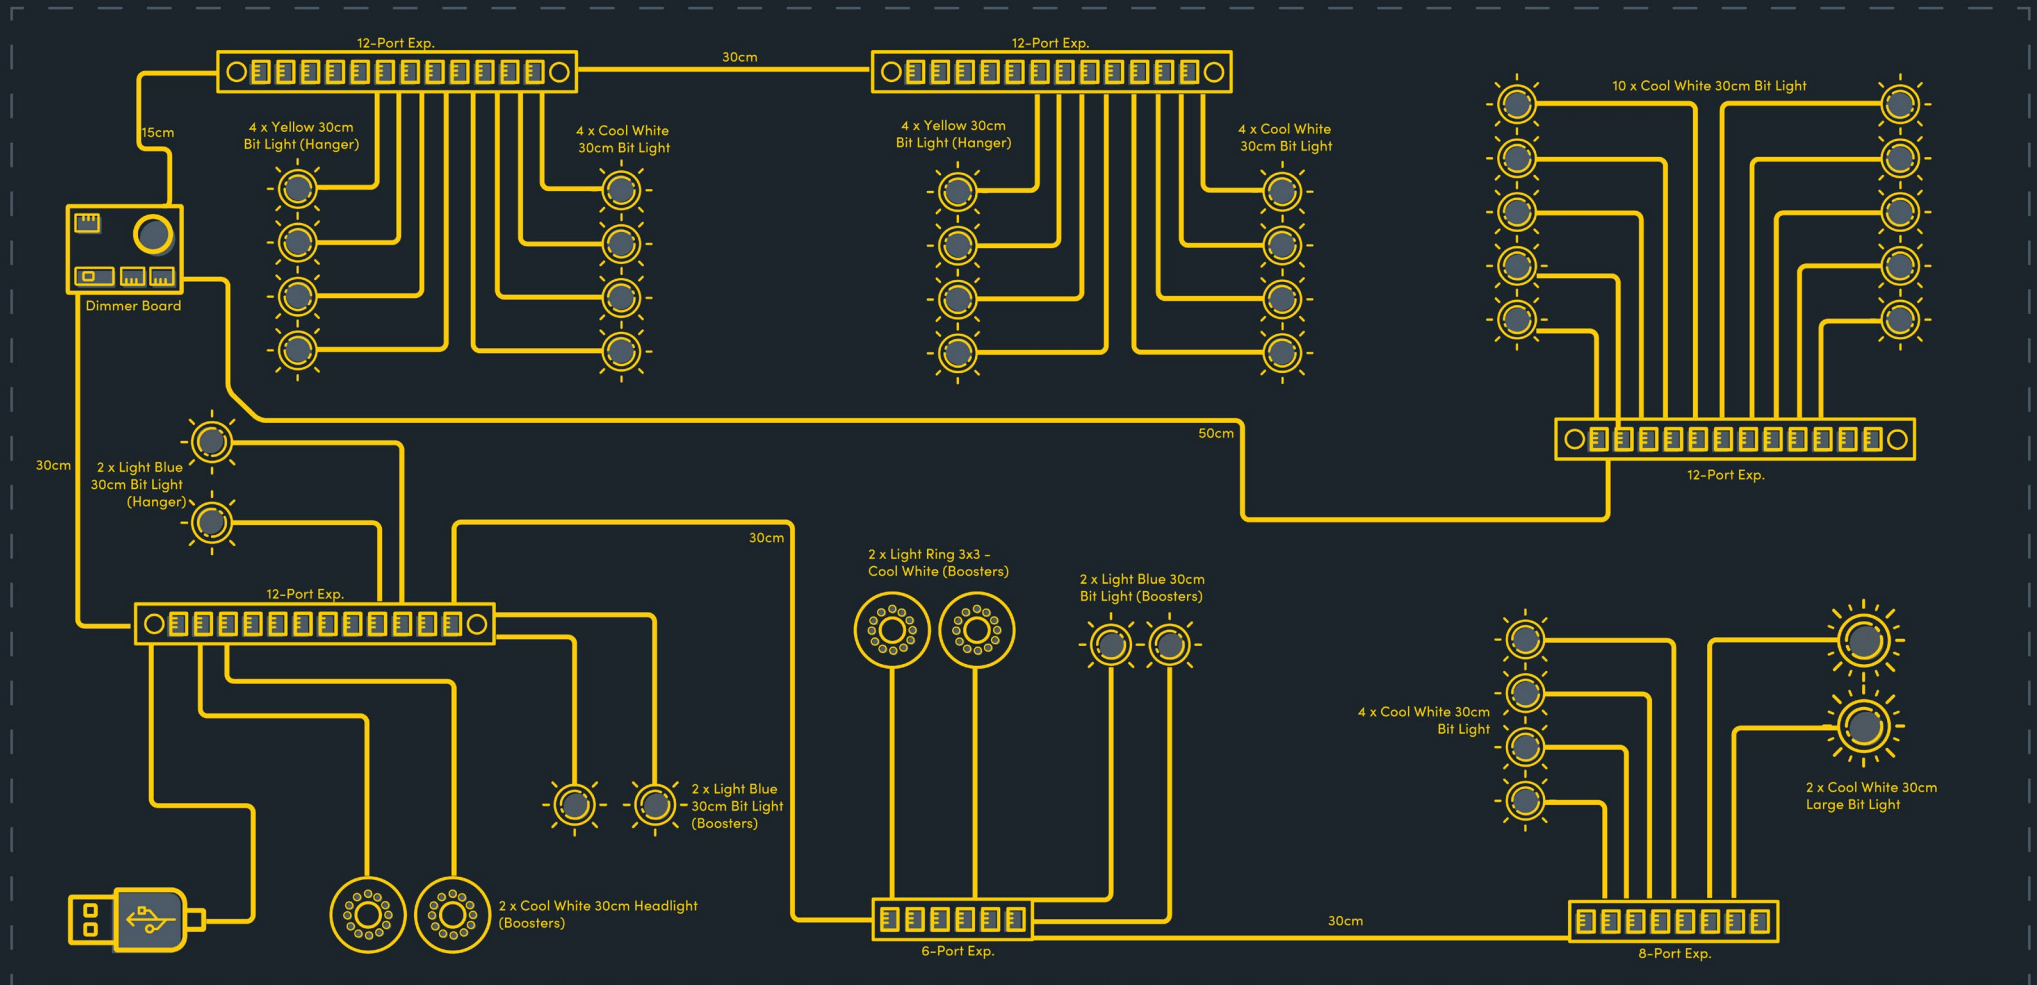 12-Port Exp.
30cm
12-Port Exp.
10 x Cool White 30cm Bit Light
15cm
4 x Yellow 30cm
Bit Light (Hanger)
4 x Cool White
30cm Bit Light
4 x Yellow 30cm
Bit Light (Hanger)
4 x Cool White
30cm Bit Light
Dimmer Board
50cm
30cm
2 x Light Blue
30cm Bit Light
(Hanger)
12-Port Exp.
30cm
2 x Light Ring 3x3 -
Cool White (Boosters)
2 x Light Blue 30cm
Bit Light (Boosters)
12-Port Exp.
4 x Cool White 30cm
Bit Light
2 x Light Blue
30cm Bit Light
(Boosters)
2 x Cool White 30cm
Large Bit Light
2 x Cool White 30cm Headlight
(Boosters)
30cm
6-Port Exp.
8-Port Exp.